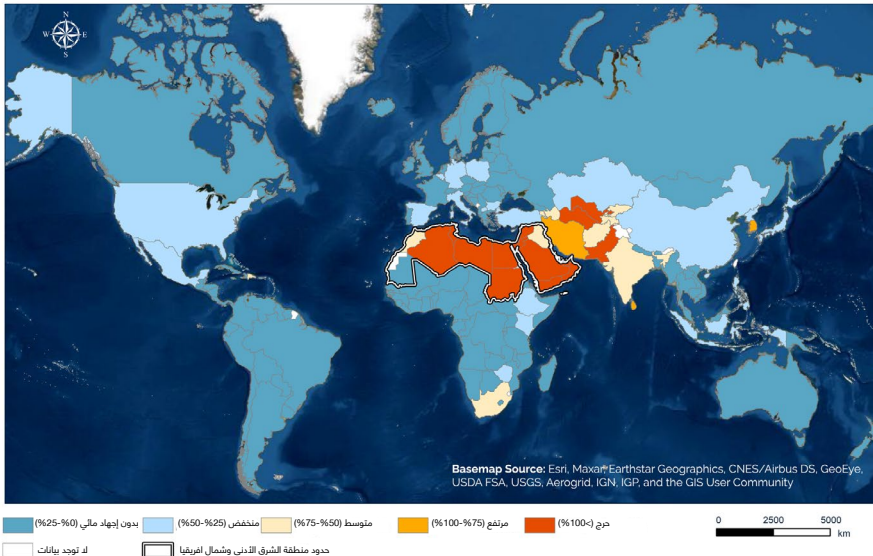 N
W E
S
Basemap Source: Esri, Maxar, Earthstar Geographics, CNES/Airbus DS, GeoEye,
USDA FSA, USGS, Aerogrid, IGN, IGP, and the GIS User Community
حرج (>100%) مرتفع (75%-100%) متوسط (50%-75%) منخفض (25%-50%) بدون إجهاد مائي (0%-25%)
حدود منطقة الشرق الأدنى وشمال افريقيا لا توجد بيانات
0 2500 5000
km